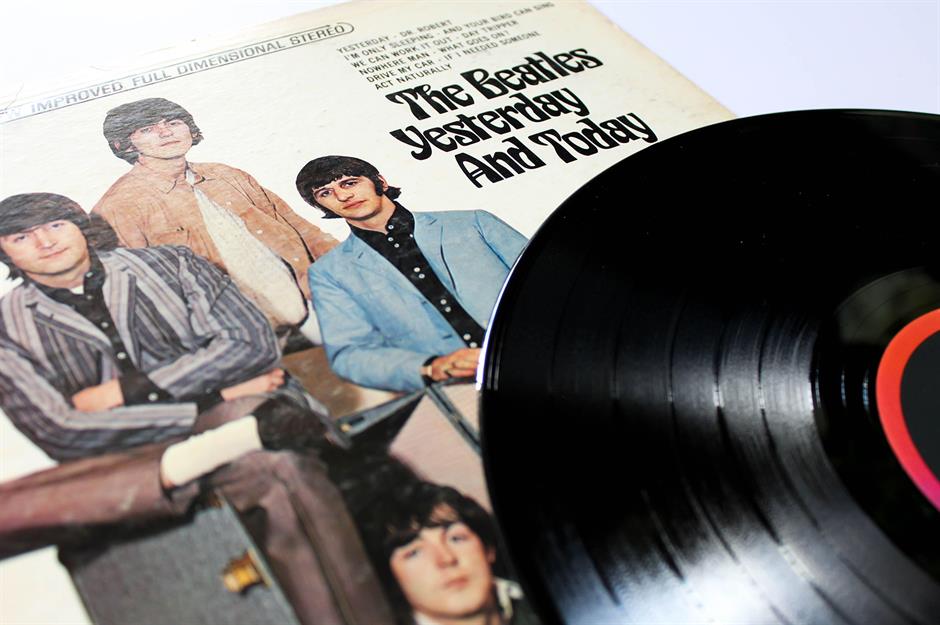 IMPROVED FULL DIMENSIONAL STEREO
YESTERDAY · DR. ROBERT
I'M ONLY SLEEPING · AND YOUR BIRD CAN SING
WE CAN WORK IT OUT · DAY TRIPPER
NOWHERE MAN · WHAT GOES ON?
DRIVE MY CAR · IF I NEEDED SOMEONE
ACT NATURALLY
The Beatles
Yesterday
And Today